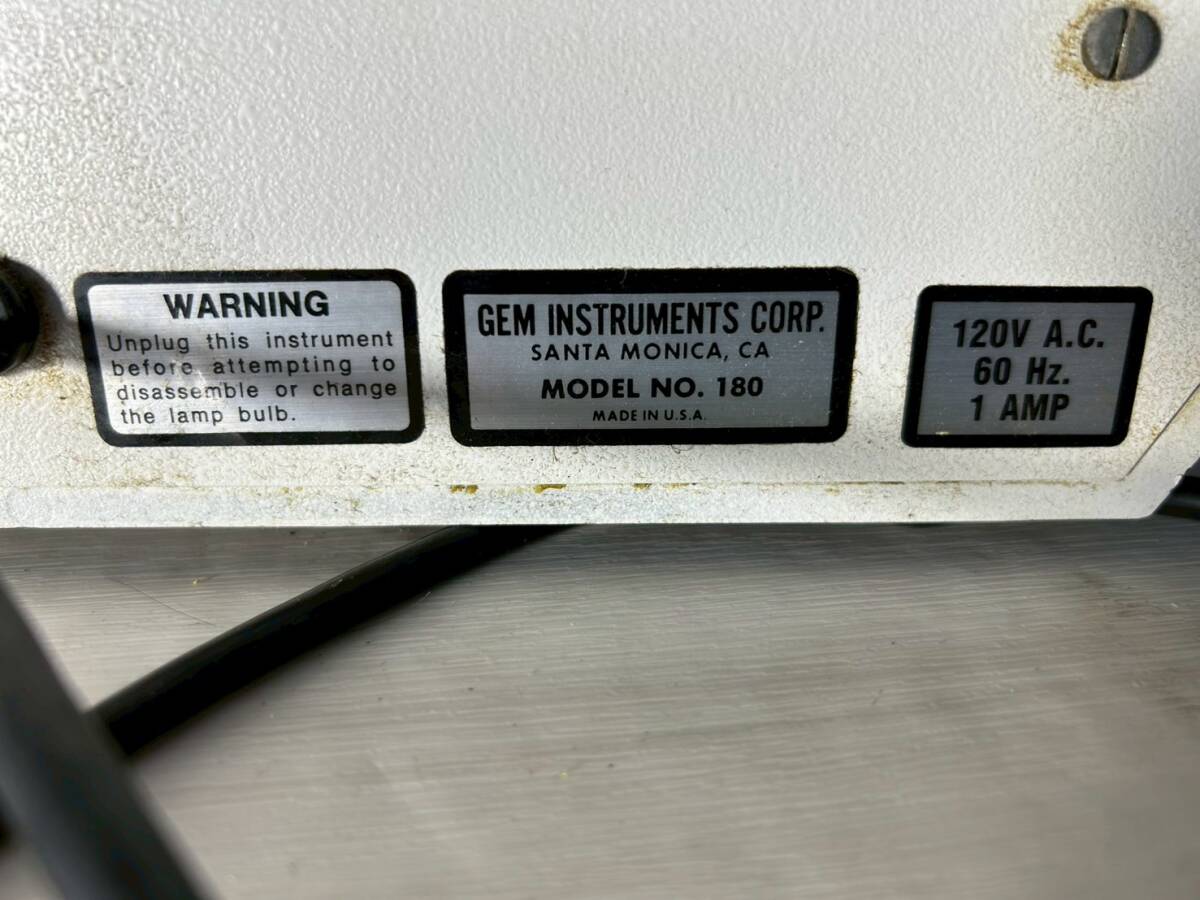 WARNING
Unplug this instrument
before attempting to
disassemble or change
the lamp bulb.
GEM INSTRUMENTS CORP.
SANTA MONICA, CA
MODEL NO. 180
MADE IN U.S.A.
120V A.C.
60 Hz.
1 AMP